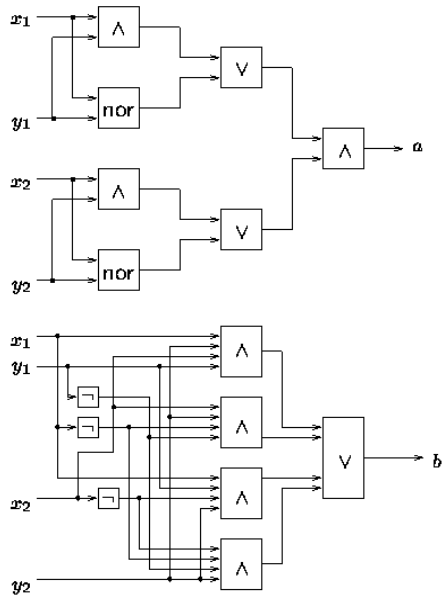 x1
∧
∨
nor
y1
∧
a
x2
∧
∨
nor
y2
x1
∧
y1
¬
∧
¬
∨
b
∧
x2
¬
∧
y2